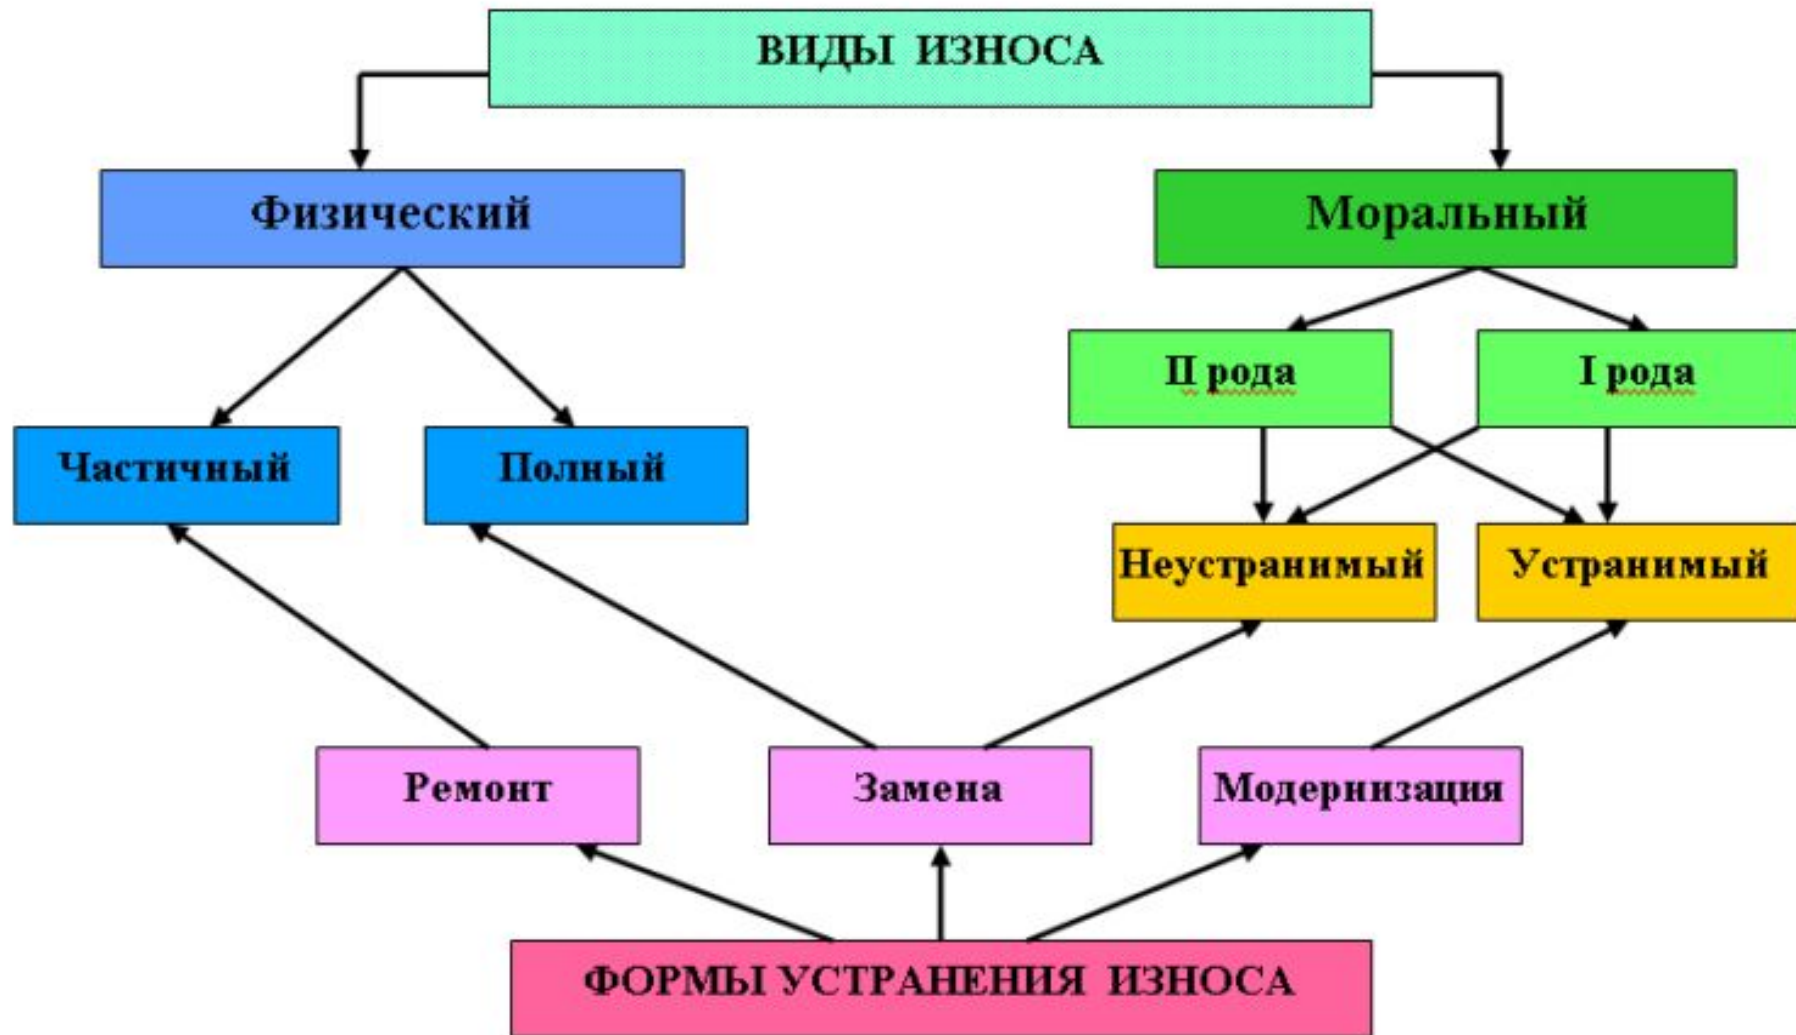 ВИДЫ ИЗНОСА
Физический
Моральный
II рода
I рода
Частичный
Полный
Неустранимый
Устранимый
Ремонт
Замена
Модернизация
ФОРМЫ УСТРАНЕНИЯ ИЗНОСА